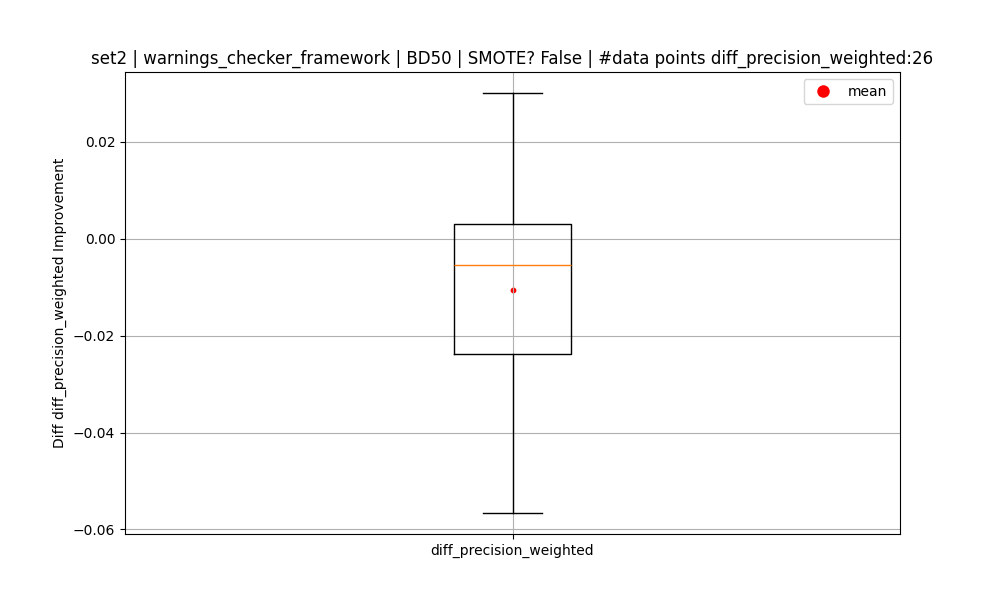 set2 | warnings_checker_framework | BD50 | SMOTE? False | #data points diff_precision_weighted:26
mean
0.02
0.00
−0.02
−0.04
−0.06
Diff diff_precision_weighted Improvement
diff_precision_weighted